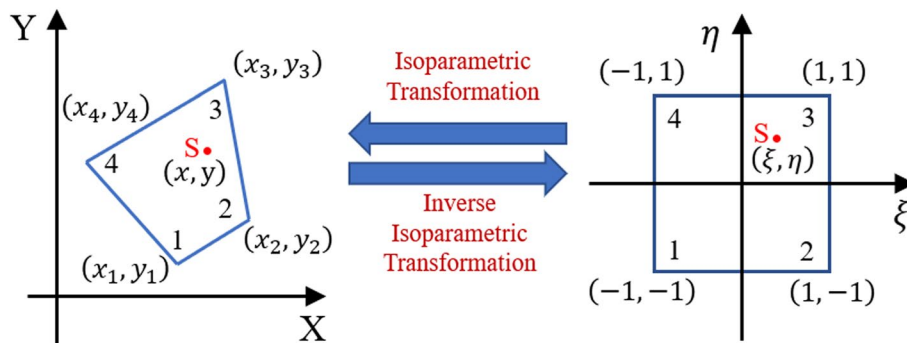 Y
(x₃, y₃)
(x₄, y₄)
3
S
(x, y)
4
2
1
(x₂, y₂)
(x₁, y₁)
X
Isoparametric
Transformation
Inverse
Isoparametric
Transformation
η
(−1, 1)
(1, 1)
4
3
S
(ξ, η)
ξ
1
2
(−1, −1)
(1, −1)